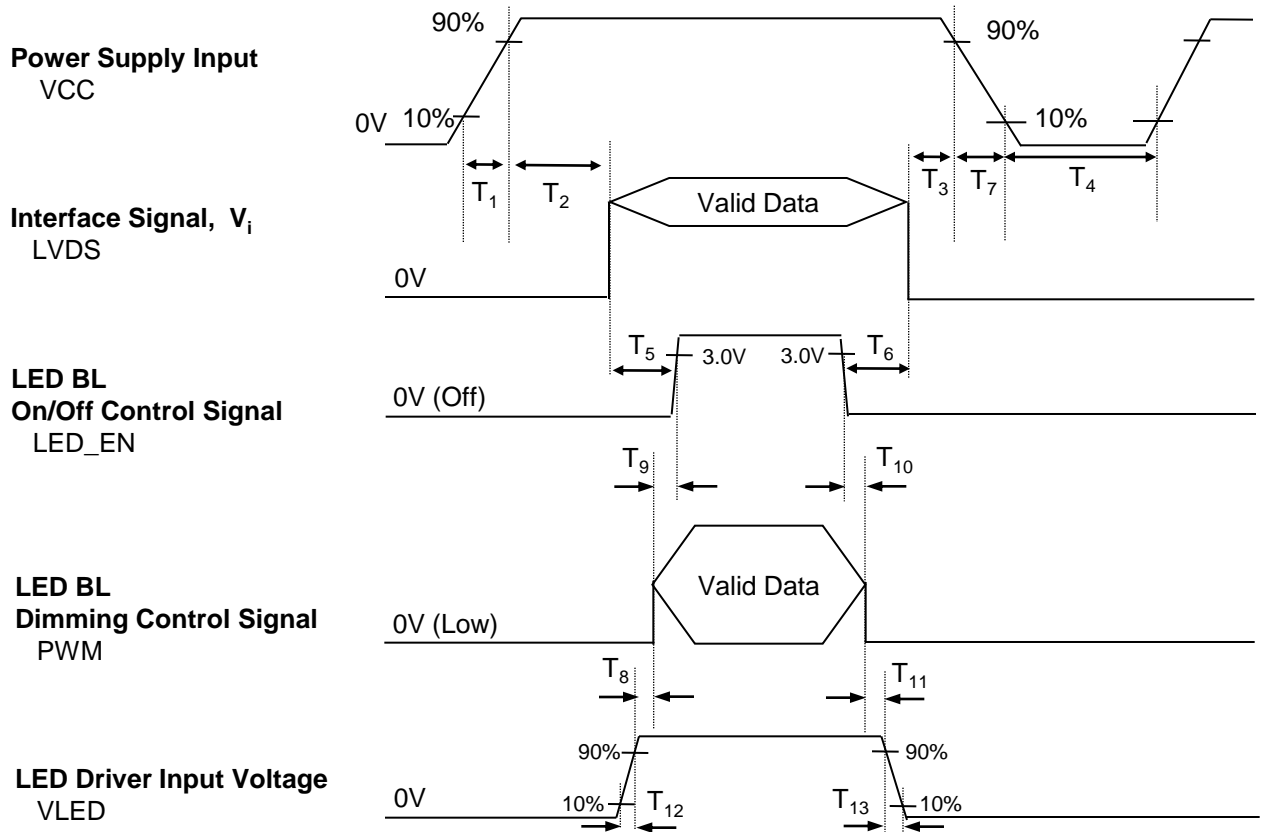 90%
90%
Power Supply Input
VCC
0V
10%
10%
T1
T2
T3
T7
T4
Interface Signal, Vi
LVDS
Valid Data
0V
T5
3.0V
3.0V
T6
LED BL
On/Off Control Signal
LED_EN
0V (Off)
T9
T10
LED BL
Dimming Control Signal
PWM
Valid Data
0V (Low)
T8
T11
90%
90%
LED Driver Input Voltage
VLED
0V
10%
T12
T13
10%